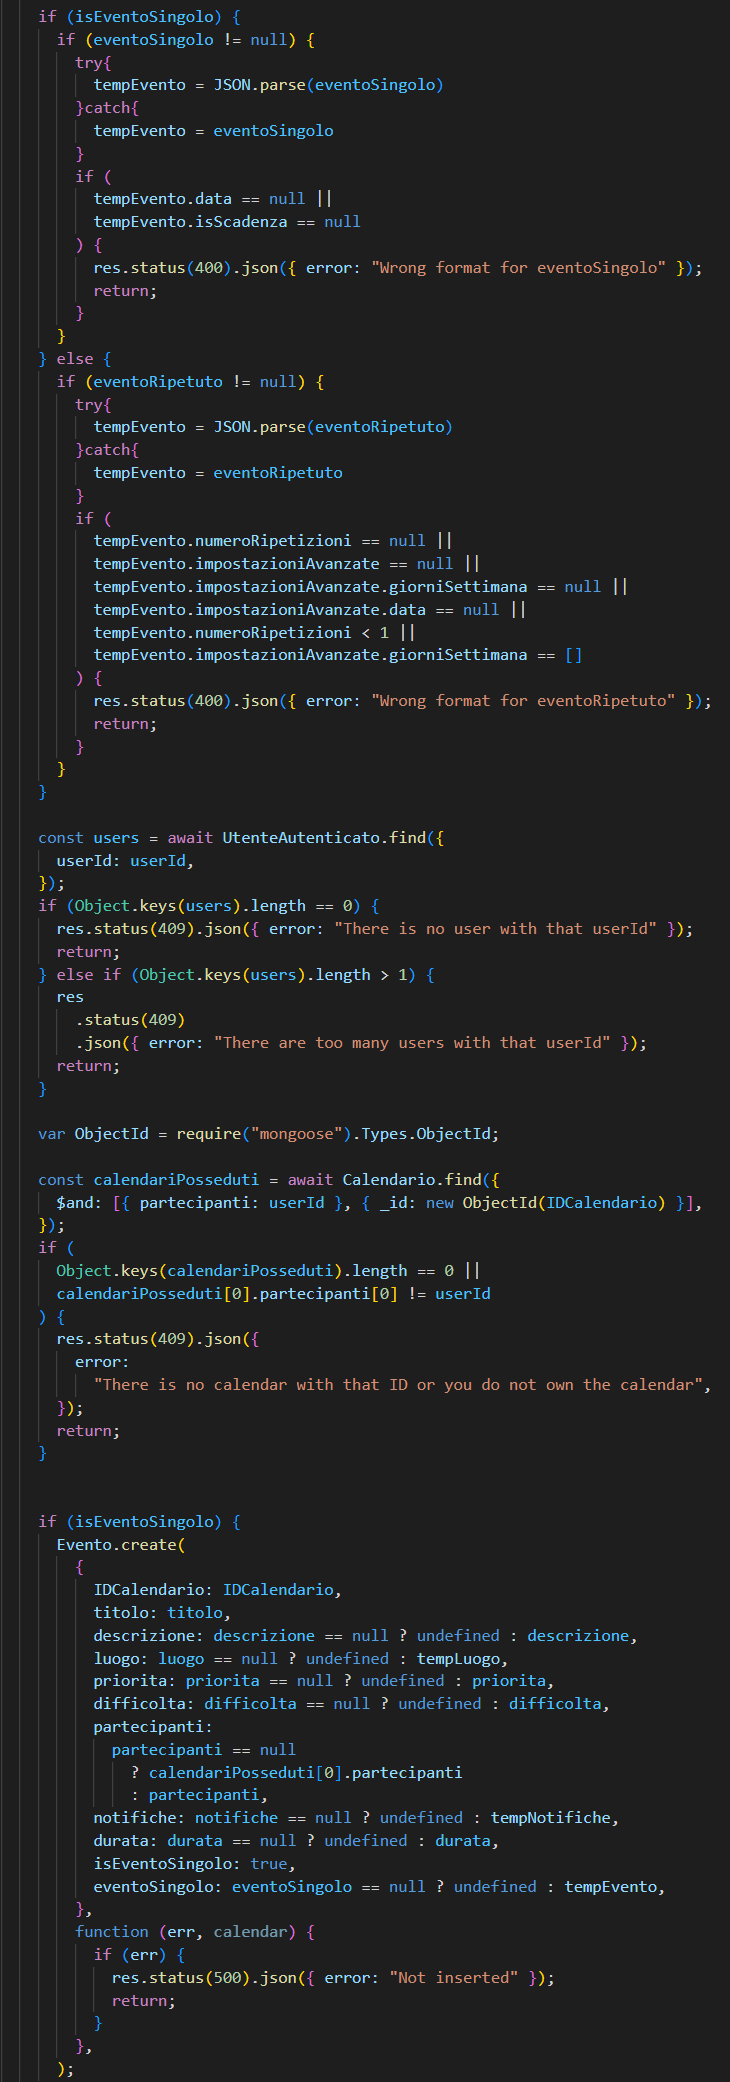 if (isEventoSingolo) {
if (eventoSingolo != null) {
try{
tempEvento = JSON.parse(eventoSingolo)
}catch{
tempEvento = eventoSingolo
}
if (
tempEvento.data == null ||
tempEvento.isScadenza == null
) {
res.status(400).json({ error: "Wrong format for eventoSingolo" });
return;
}
}
} else {
if (eventoRipetuto != null) {
try{
tempEvento = JSON.parse(eventoRipetuto)
}catch{
tempEvento = eventoRipetuto
}
if (
tempEvento.numeroRipetizioni == null ||
tempEvento.impostazioniAvanzate == null ||
tempEvento.impostazioniAvanzate.giorniSettimana == null ||
tempEvento.impostazioniAvanzate.data == null ||
tempEvento.numeroRipetizioni < 1 ||
tempEvento.impostazioniAvanzate.giorniSettimana == []
) {
res.status(400).json({ error: "Wrong format for eventoRipetuto" });
return;
}
}
}
const users = await UtenteAutenticato.find({
userId: userId,
});
if (Object.keys(users).length == 0) {
res.status(409).json({ error: "There is no user with that userId" });
return;
} else if (Object.keys(users).length > 1) {
res
.status(409)
.json({ error: "There are too many users with that userId" });
return;
}
var ObjectId = require("mongoose").Types.ObjectId;
const calendariPosseduti = await Calendario.find({
$and: [{ partecipanti: userId }, { _id: new ObjectId(IDCalendario) }],
});
if (
Object.keys(calendariPosseduti).length == 0 ||
calendariPosseduti[0].partecipanti[0] != userId
) {
res.status(409).json({
error:
"There is no calendar with that ID or you do not own the calendar",
});
return;
}
if (isEventoSingolo) {
Evento.create(
{
IDCalendario: IDCalendario,
titolo: titolo,
descrizione: descrizione == null ? undefined : descrizione,
luogo: luogo == null ? undefined : tempLuogo,
priorita: priorita == null ? undefined : priorita,
difficolta: difficolta == null ? undefined : difficolta,
partecipanti:
partecipanti == null
? calendariPosseduti[0].partecipanti
: partecipanti,
notifiche: notifiche == null ? undefined : tempNotifiche,
durata: durata == null ? undefined : durata,
isEventoSingolo: true,
eventoSingolo: eventoSingolo == null ? undefined : tempEvento,
},
function (err, calendar) {
if (err) {
res.status(500).json({ error: "Not inserted" });
return;
}
},
);